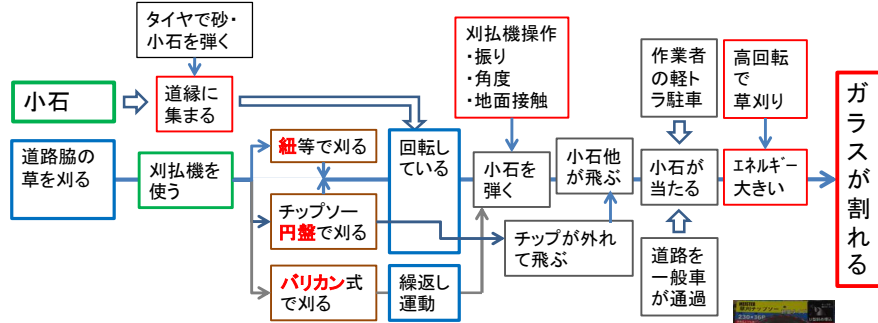 タイヤで砂・
小石を弾く
小石
道縁に
集まる
道路脇の
草を刈る
刈払機を
使う
紐等で刈る
チップソー
円盤で刈る
バリカン式
で刈る
回転し
ている
繰返し
運動
刈払機操作
・振り
・角度
・地面接触
小石を
弾く
チップが外れ
て飛ぶ
小石他
が飛ぶ
作業者
の軽ト
ラ駐車
小石が
当たる
道路を
一般車
が通過
高回転
で
草刈り
エネルギー
大きい
ガ
ラ
ス
が
割
れ
る